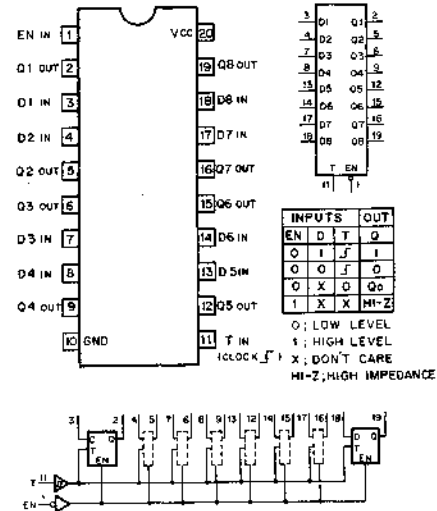 EN IN 1
VCC 20
Q1 OUT 2
19 Q8 OUT
D1 IN 3
18 D8 IN
D2 IN 4
17 D7 IN
Q2 OUT 5
16 Q7 OUT
Q3 OUT 6
15 Q6 OUT
D3 IN 7
14 D6 IN
D4 IN 8
13 D5IN
Q4 OUT 9
12 Q5 OUT
10 GND
11 T IN
(CLOCK )
3 D1 Q1 2
4 D2 Q2 5
7 D3 Q3 6
8 D4 Q4 9
13 D5 Q5 12
14 D6 Q6 15
17 D7 Q7 16
18 D8 Q8 19
T EN
11 1
INPUTS OUT
EN D T Q
0 1 1
0 0 0
0 X 0 Qo
1 X X HI-Z
0; LOW LEVEL
1; HIGH LEVEL
X; DON'T CARE
HI-Z; HIGH IMPEDANCE
3 2 4 5 7 6 8 9 13 12 14 15 17 16 18 19
Q
T
EN
D Q
T
EN
T 11
EN 1